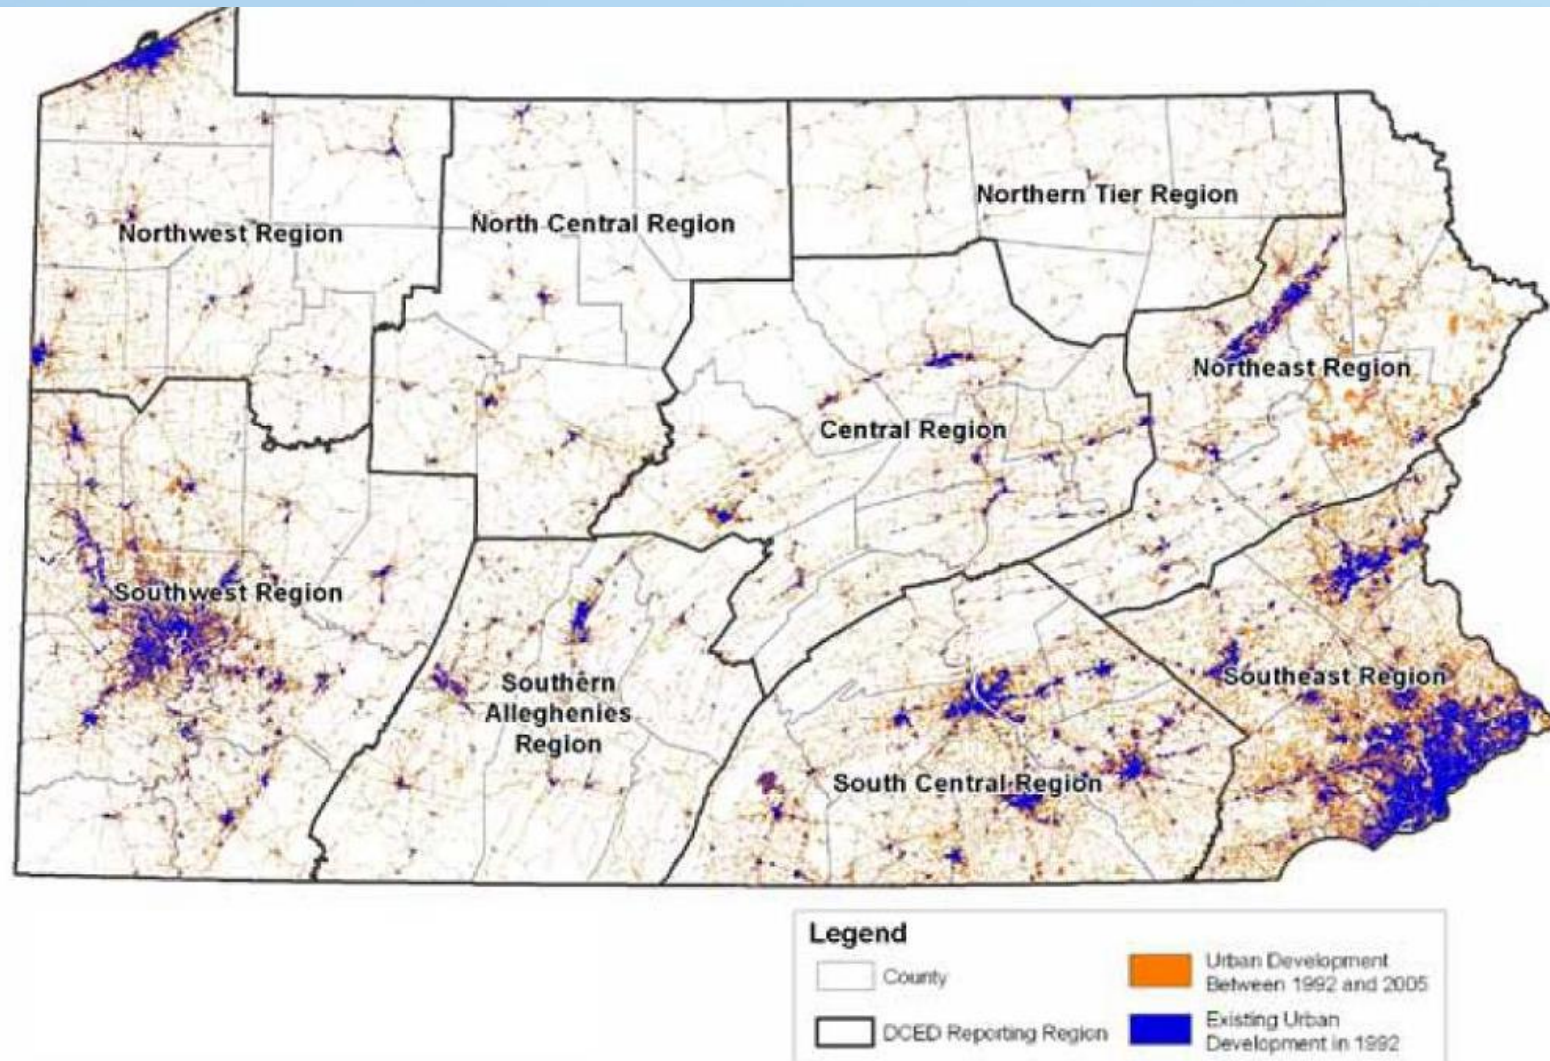 Northern Tier Region
North Central Region
Northwest Region
Northeast Region
Central Region
Southwest Region
Southeast Region
Southern
Alleghenies
Region
South Central Region
Legend
County
DCED Reporting Region
Urban Development
Between 1992 and 2005
Existing Urban
Development in 1992